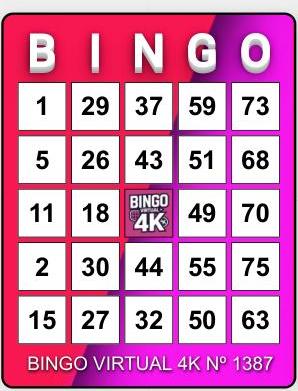 B I N G O
1 29 37 59 73
5 26 43 51 68
11 18 BINGO VIRTUAL 4K 49 70
2 30 44 55 75
15 27 32 50 63
BINGO VIRTUAL 4K Nº 1387